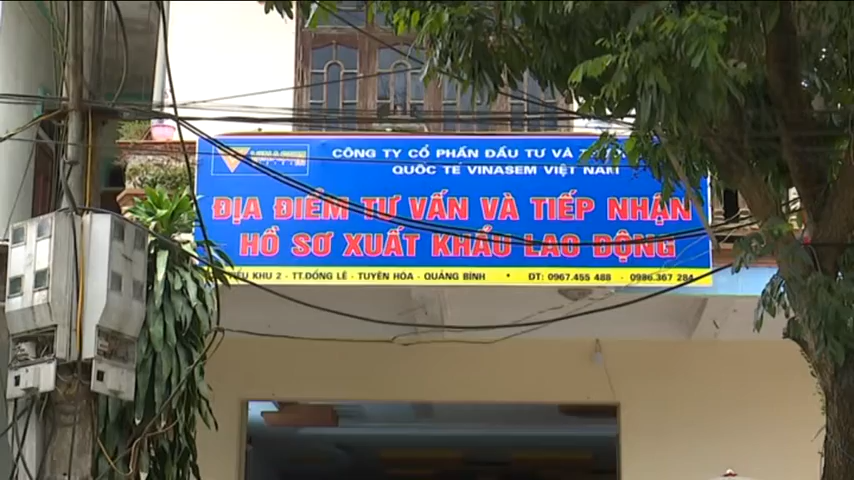 CÔNG TY CỔ PHẦN ĐẦU TƯ VÀ
QUỐC TẾ VINASEM VIỆT NAM
ĐỊA ĐIỂM TƯ VẤN VÀ TIẾP NHẬN
HỒ SƠ XUẤT KHẨU LAO ĐỘNG
KHU 2 - TT.ĐỒNG LÊ - TUYÊN HÓA - QUẢNG BÌNH * ĐT: 0967.455 488 - 0986.367 284